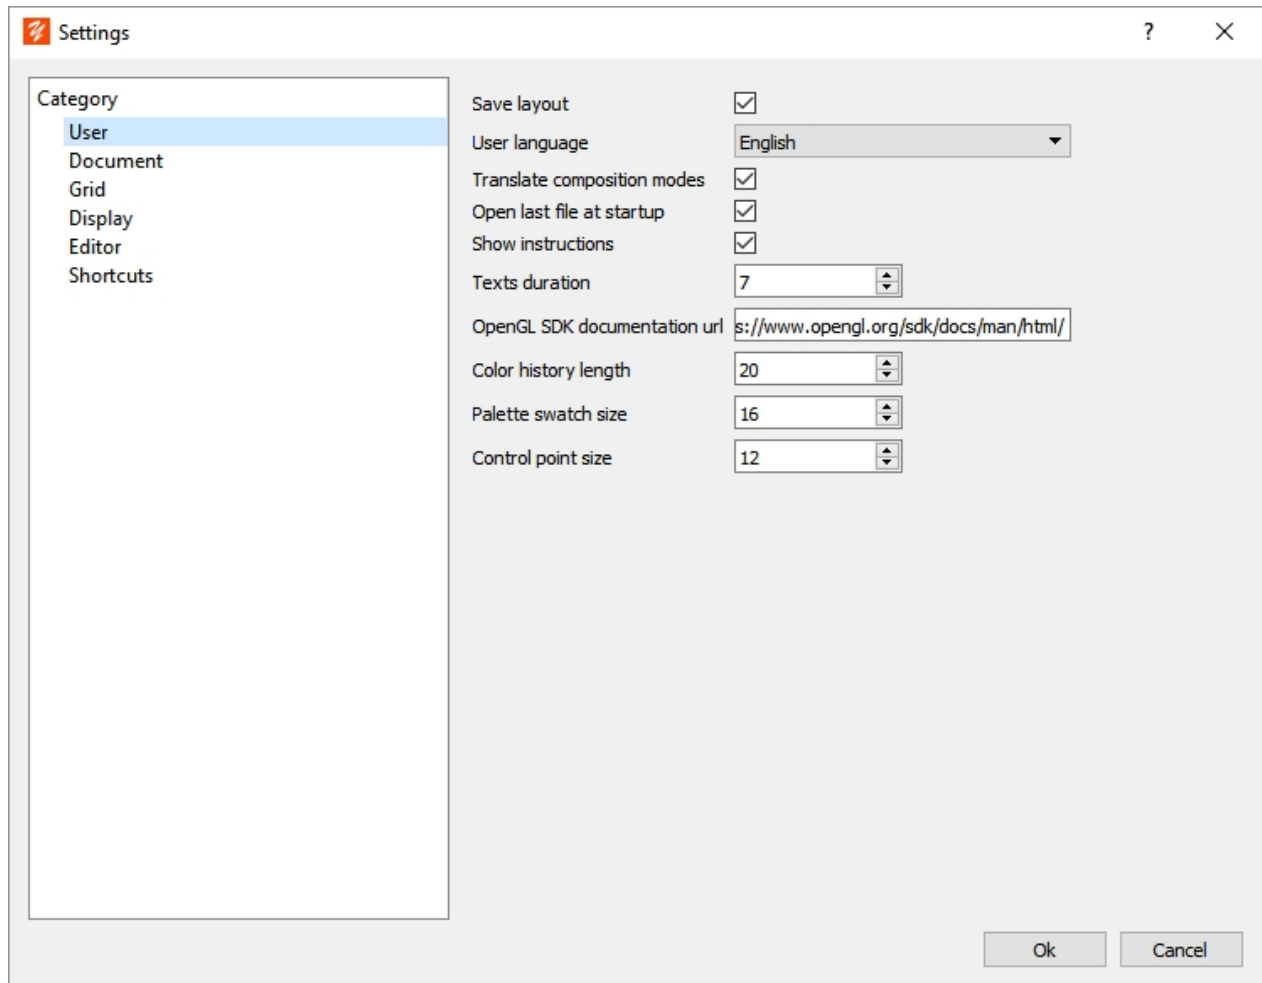 Settings
?
Category
User
Document
Grid
Display
Editor
Shortcuts
Save layout
User language English
Translate composition modes
Open last file at startup
Show instructions
Texts duration 7
OpenGL SDK documentation url s://www.opengl.org/sdk/docs/man/html/
Color history length 20
Palette swatch size 16
Control point size 12
Ok Cancel